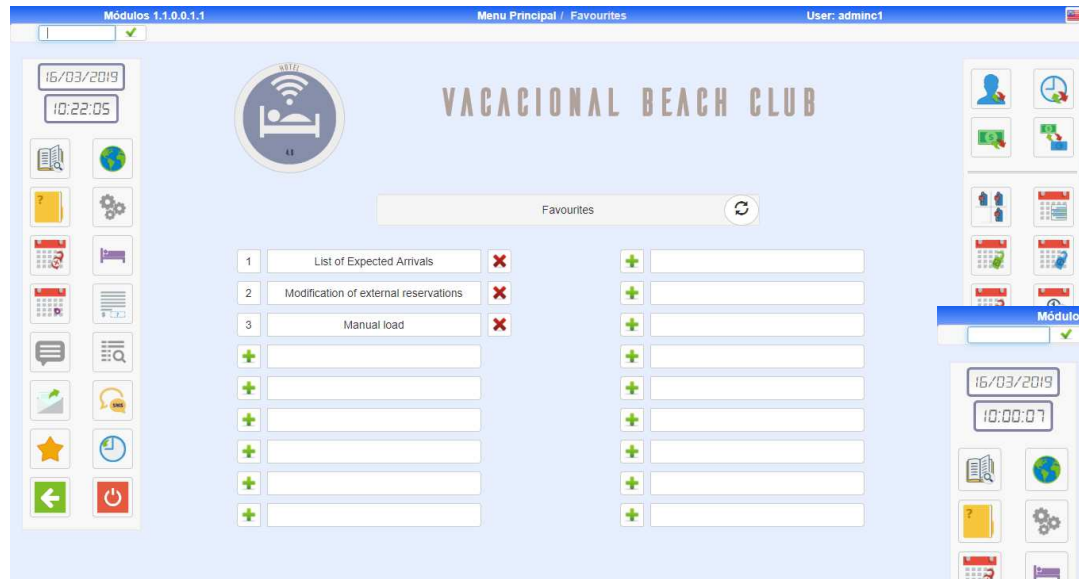 Módulos 1.1.0.0.1.1
Menu Principal / Favourites
User: adminc1
16/03/2019
10:22:05
HOTEL
VACACIONAL BEACH CLUB
Favourites
1 List of Expected Arrivals
2 Modification of external reservations
3 Manual load
SMS
Módulo
16/03/2019
10:00:07